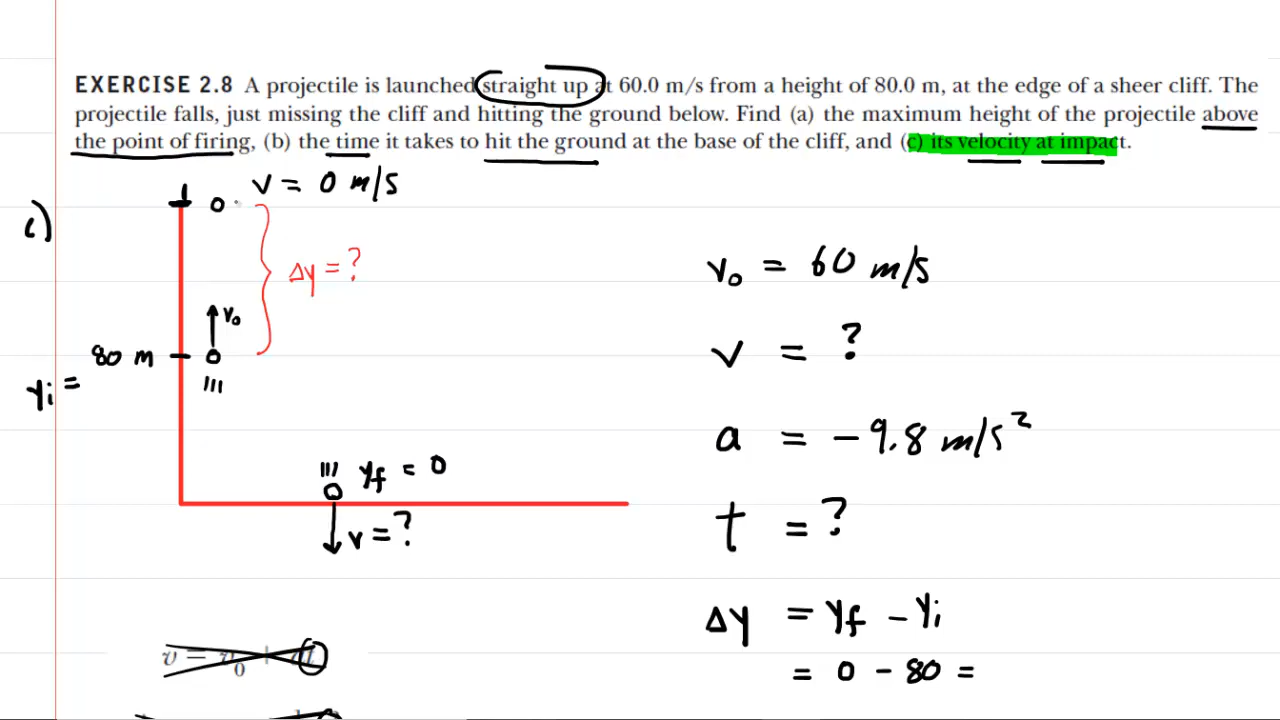 EXERCISE 2.8 A projectile is launched straight up at 60.0 m/s from a height of 80.0 m, at the edge of a sheer cliff. The
projectile falls, just missing the cliff and hitting the ground below. Find (a) the maximum height of the projectile above
the point of firing, (b) the time it takes to hit the ground at the base of the cliff, and (c) its velocity at impact.
v = 0 m/s
c)
Δy = ?
v₀
80 m
yi =
yf = 0
v = ?
v₀ = 60 m/s
v = ?
a = -9.8 m/s²
t = ?
Δy = yf - yi
= 0 - 80 =
v = v₀ + at